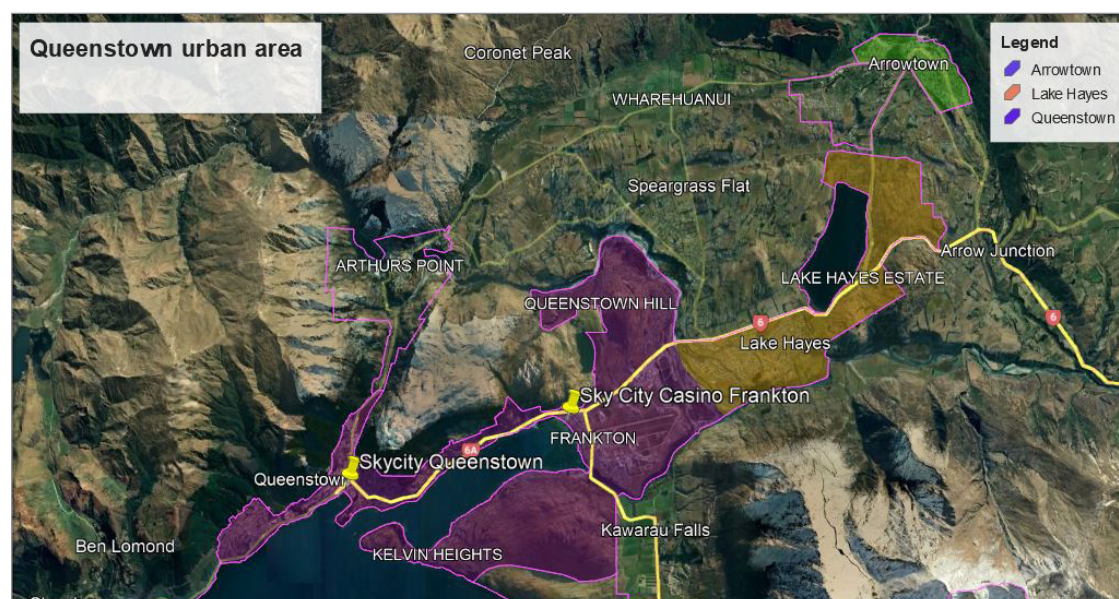 Queenstown urban area
Coronet Peak
Arrowtown
Legend
Arrowtown
Lake Hayes
Queenstown
WHAREHUANUI
Speargrass Flat
ARTHURS POINT
Arrow Junction
LAKE HAYES ESTATE
QUEENSTOWN HILL
6
6
Lake Hayes
Sky City Casino Frankton
FRANKTON
6A
Skycity Queenstown
Queenstown
Kawarau Falls
Ben Lomond
KELVIN HEIGHTS